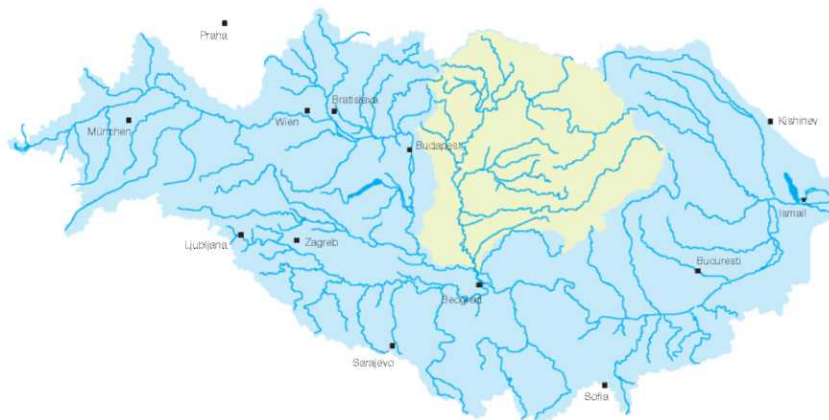 Praha
Bratislava
Wien
München
Kishinev
Budapest
Ismail
Ljubljana
Zagreb
Bucuresti
Beograd
Sarajevo
Sofia